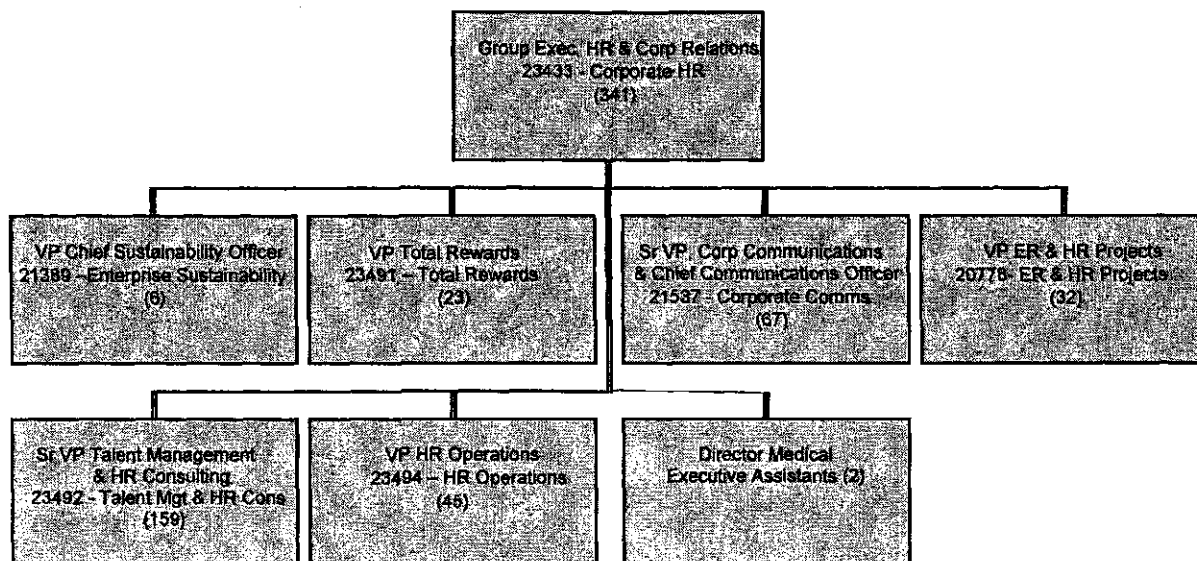 Group Exec, HR & Corp Relations
23433 - Corporate HR
(341)
VP Chief Sustainability Officer
21389 – Enterprise Sustainability
(6)
VP Total Rewards
23491 – Total Rewards
(23)
Sr VP, Corp Communications
& Chief Communications Officer
21537 - Corporate Comms
(67)
VP ER & HR Projects
20778- ER & HR Projects
(32)
Sr VP Talent Management
& HR Consulting
23492 - Talent Mgt & HR Cons
(159)
VP HR Operations
23494 – HR Operations
(45)
Director Medical
Executive Assistants (2)